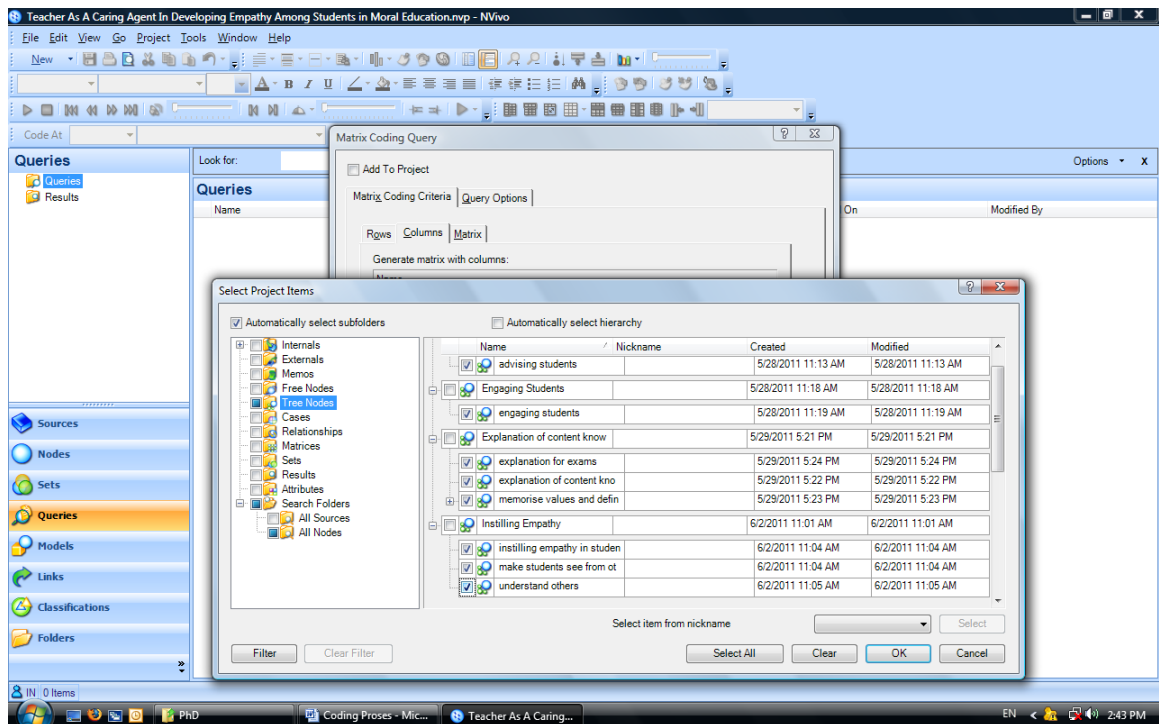 Teacher As A Caring Agent In Developing Empathy Among Students in Moral Education.nvp - NVivo
File Edit View Go Project Tools Window Help
New
B I U
Code At
Queries
Queries
Results
Look for:
Options x
Queries
Name
On
Modified By
Matrix Coding Query
Add To Project
Matrix Coding Criteria Query Options
Rows Columns Matrix
Generate matrix with columns:
Select Project Items
Automatically select subfolders
Automatically select hierarchy
Internals
Externals
Memos
Free Nodes
Tree Nodes
Cases
Relationships
Matrices
Sets
Results
Attributes
Search Folders
All Sources
All Nodes
Name Nickname Created Modified
advising students 5/28/2011 11:13 AM 5/28/2011 11:13 AM
Engaging Students 5/28/2011 11:18 AM 5/28/2011 11:18 AM
engaging students 5/28/2011 11:19 AM 5/28/2011 11:19 AM
Explanation of content know 5/29/2011 5:21 PM 5/29/2011 5:21 PM
explanation for exams 5/29/2011 5:24 PM 5/29/2011 5:24 PM
explanation of content kno 5/29/2011 5:22 PM 5/29/2011 5:22 PM
memorise values and defin 5/29/2011 5:23 PM 5/29/2011 5:23 PM
Instilling Empathy 6/2/2011 11:01 AM 6/2/2011 11:01 AM
instilling empathy in studen 6/2/2011 11:04 AM 6/2/2011 11:04 AM
make students see from ot 6/2/2011 11:04 AM 6/2/2011 11:04 AM
understand others 6/2/2011 11:05 AM 6/2/2011 11:05 AM
Select item from nickname
Select
Filter Clear Filter Select All Clear OK Cancel
Sources
Nodes
Sets
Queries
Models
Links
Classifications
Folders
IN 0 Items
PhD
Coding Proses - Mic...
Teacher As A Caring...
EN
2:43 PM